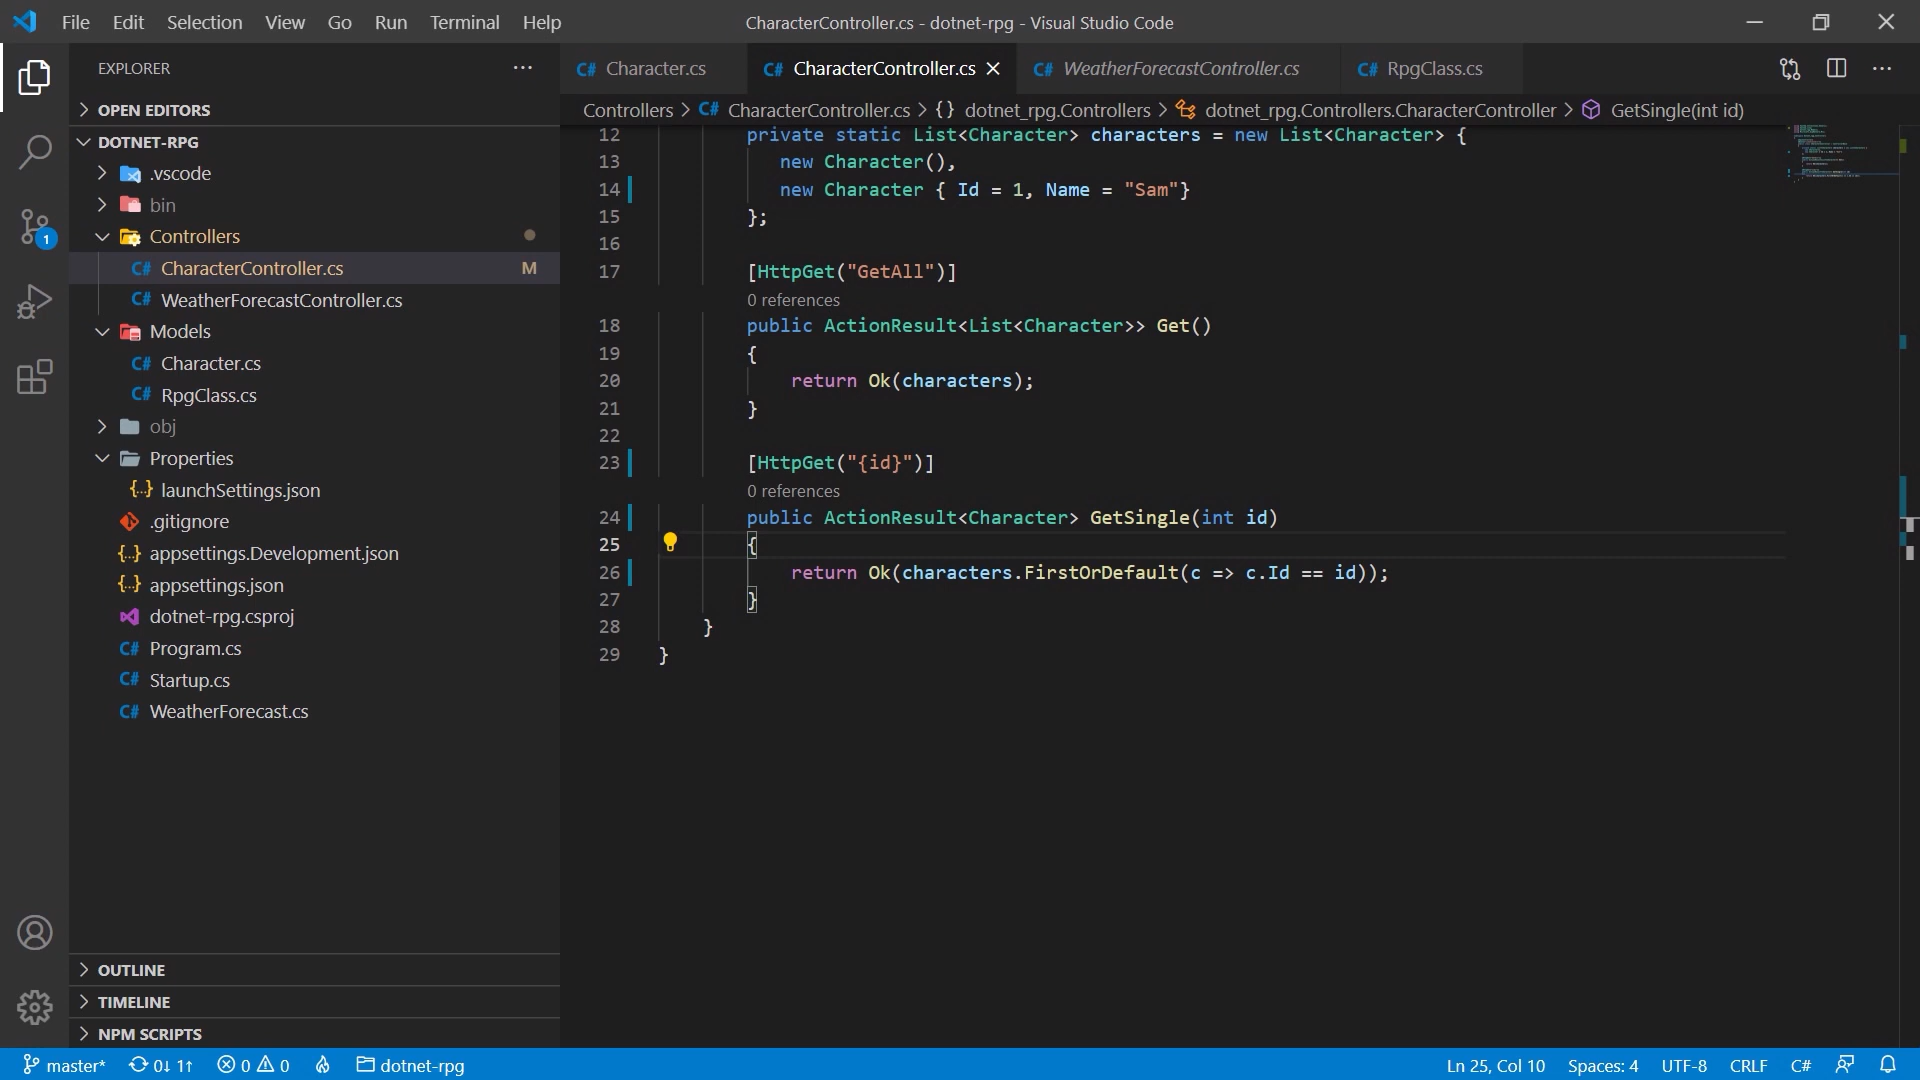 File Edit Selection View Go Run Terminal Help
CharacterController.cs - dotnet-rpg - Visual Studio Code
EXPLORER
OPEN EDITORS
DOTNET-RPG
.vscode
bin
Controllers
CharacterController.cs M
WeatherForecastController.cs
Models
Character.cs
RpgClass.cs
obj
Properties
launchSettings.json
.gitignore
appsettings.Development.json
appsettings.json
dotnet-rpg.csproj
Program.cs
Startup.cs
WeatherForecast.cs
OUTLINE
TIMELINE
NPM SCRIPTS
1
C# Character.cs C# CharacterController.cs C# WeatherForecastController.cs C# RpgClass.cs
Controllers > C# CharacterController.cs > {} dotnet_rpg.Controllers > dotnet_rpg.Controllers.CharacterController > GetSingle(int id)
12 private static List<Character> characters = new List<Character> {
13 new Character(),
14 new Character { Id = 1, Name = "Sam"}
15 };
16
17 [HttpGet("GetAll")]
0 references
18 public ActionResult<List<Character>> Get()
19 {
20 return Ok(characters);
21 }
22
23 [HttpGet("{id}")]
0 references
24 public ActionResult<Character> GetSingle(int id)
25 {
26 return Ok(characters.FirstOrDefault(c => c.Id == id));
27 }
28 }
29 }
master* 0↓ 1↑ 0 0 dotnet-rpg
Ln 25, Col 10 Spaces: 4 UTF-8 CRLF C#